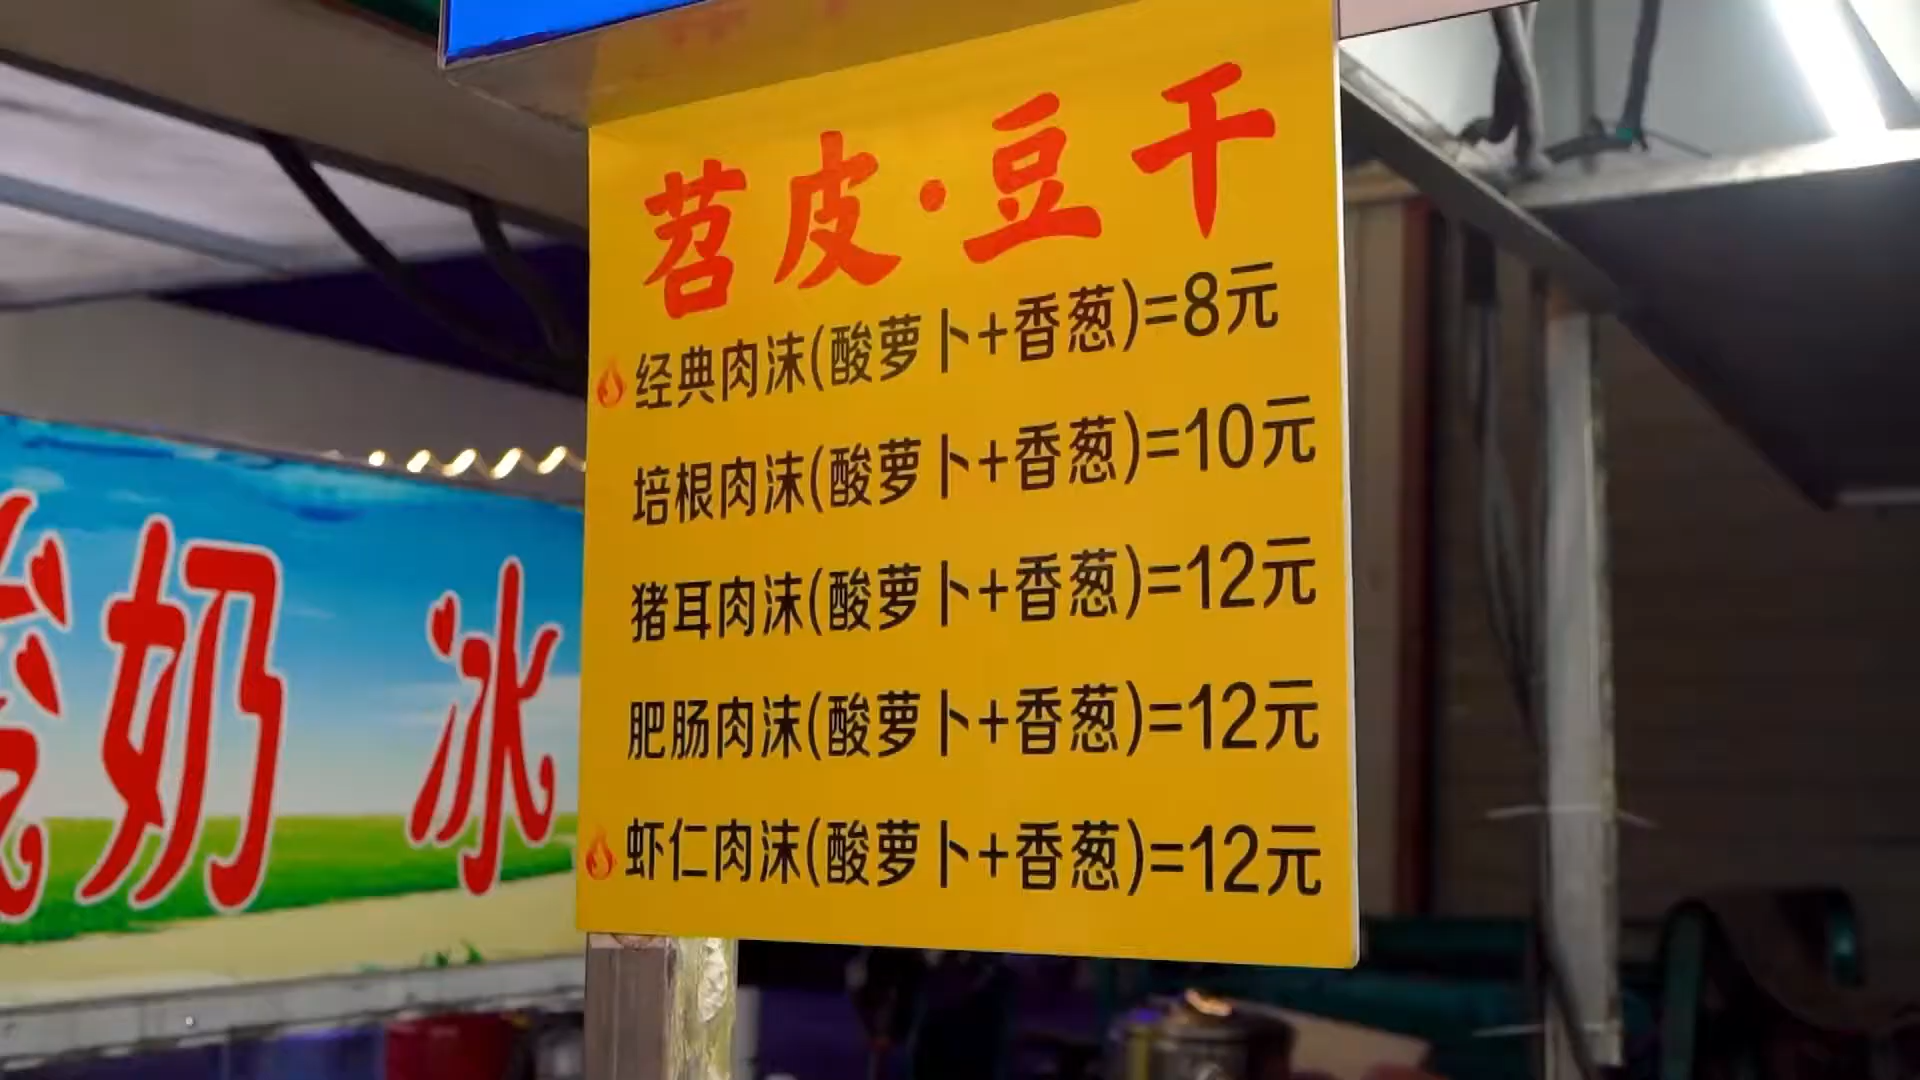 苕皮·豆干
经典肉沫(酸萝卜+香葱)=8元
培根肉沫(酸萝卜+香葱)=10元
猪耳肉沫(酸萝卜+香葱)=12元
肥肠肉沫(酸萝卜+香葱)=12元
虾仁肉沫(酸萝卜+香葱)=12元
酸奶 冰